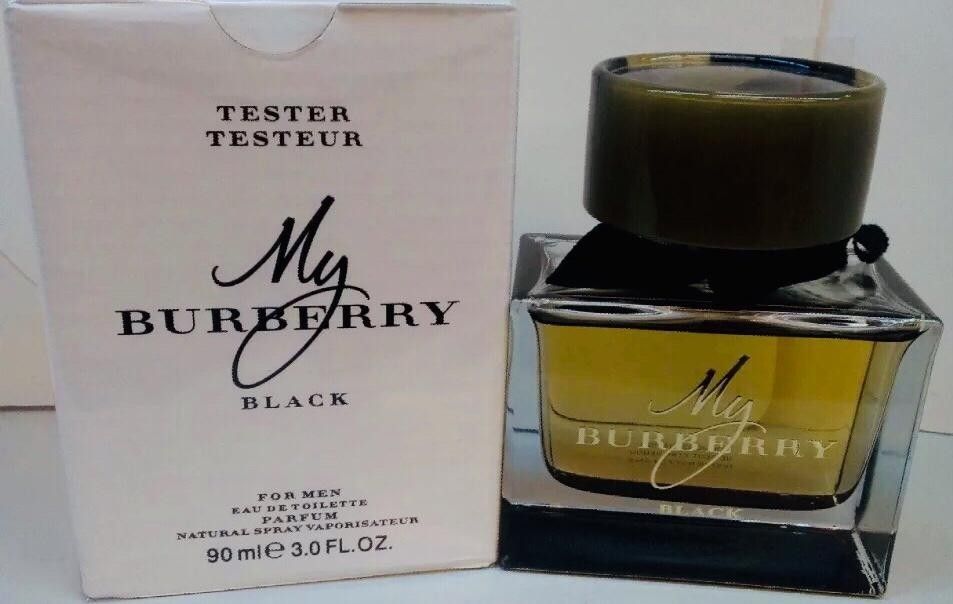 TESTER
TESTEUR
My
BURBERRY
BLACK
FOR MEN
EAU DE TOILETTE
PARFUM
NATURAL SPRAY VAPORISATEUR
90 ml e 3.0 FL.OZ.
My
BURBERRY
BLACK